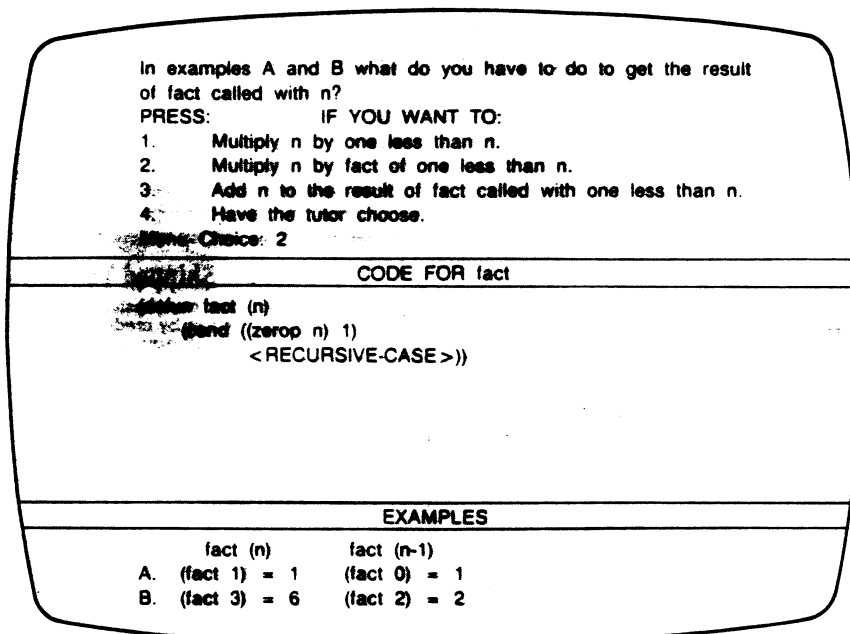 In examples A and B what do you have to do to get the result
of fact called with n?
PRESS: IF YOU WANT TO:
1. Multiply n by one less than n.
2. Multiply n by fact of one less than n.
3. Add n to the result of fact called with one less than n.
4. Have the tutor choose.
Choice: 2
CODE FOR fact
fact (n)
((zerop n) 1)
<RECURSIVE-CASE>))
EXAMPLES
fact (n) fact (n-1)
A. (fact 1) = 1 (fact 0) = 1
B. (fact 3) = 6 (fact 2) = 2